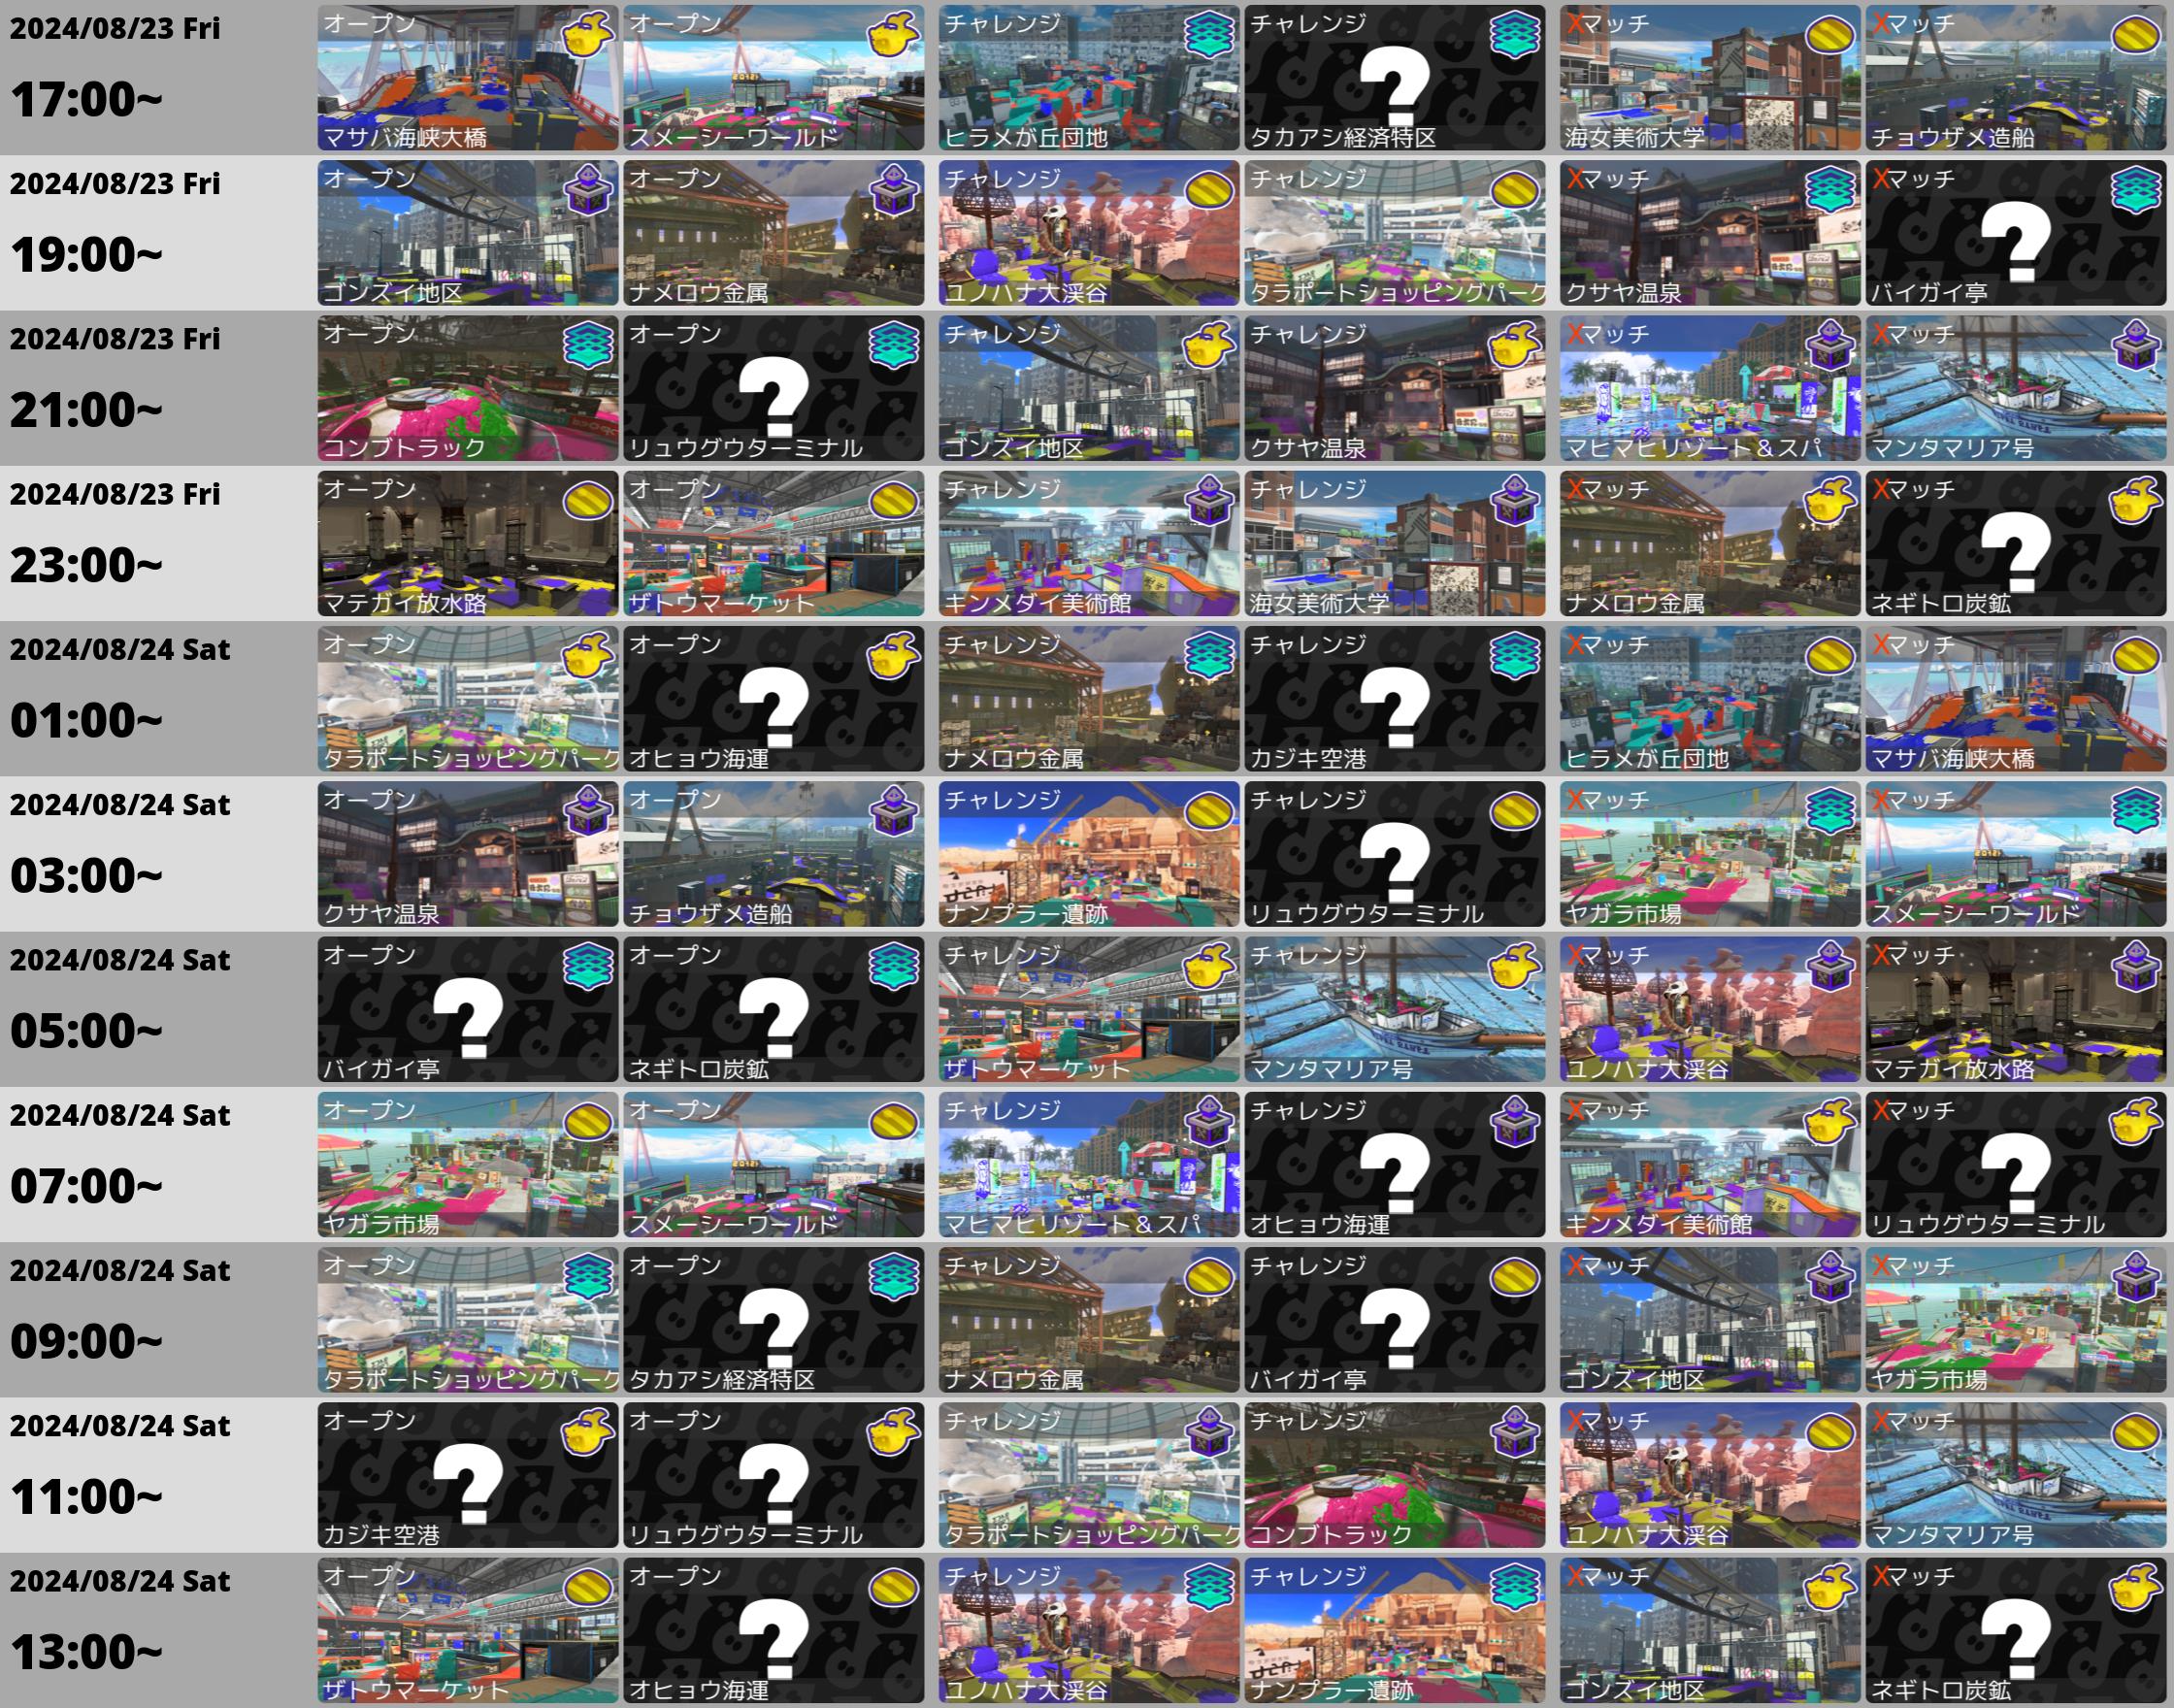 2024/08/23 Fri
17:00~
オープン
マサバ海峡大橋
オープン
スメーシーワールド
チャレンジ
ヒラメが丘団地
チャレンジ
?
タカアシ経済特区
Xマッチ
海女美術大学
Xマッチ
チョウザメ造船
2024/08/23 Fri
19:00~
オープン
ゴンズイ地区
オープン
ナメロウ金属
チャレンジ
ユノハナ大渓谷
チャレンジ
タラポートショッピングパーク
Xマッチ
クサヤ温泉
Xマッチ
?
バイガイ亭
2024/08/23 Fri
21:00~
オープン
コンブトラック
オープン
?
リュウグウターミナル
チャレンジ
ゴンズイ地区
チャレンジ
クサヤ温泉
Xマッチ
マヒマヒリゾート&スパ
Xマッチ
マンタマリア号
2024/08/23 Fri
23:00~
オープン
マテガイ放水路
オープン
ザトウマーケット
チャレンジ
キンメダイ美術館
チャレンジ
海女美術大学
Xマッチ
ナメロウ金属
Xマッチ
?
ネギトロ炭鉱
2024/08/24 Sat
01:00~
オープン
タラポートショッピングパーク
オープン
?
オヒョウ海運
チャレンジ
ナメロウ金属
チャレンジ
?
カジキ空港
Xマッチ
ヒラメが丘団地
Xマッチ
マサバ海峡大橋
2024/08/24 Sat
03:00~
オープン
クサヤ温泉
オープン
チョウザメ造船
チャレンジ
ナンプラー遺跡
チャレンジ
?
リュウグウターミナル
Xマッチ
ヤガラ市場
Xマッチ
スメーシーワールド
2024/08/24 Sat
05:00~
オープン
?
バイガイ亭
オープン
?
ネギトロ炭鉱
チャレンジ
ザトウマーケット
チャレンジ
マンタマリア号
Xマッチ
ユノハナ大渓谷
Xマッチ
マテガイ放水路
2024/08/24 Sat
07:00~
オープン
ヤガラ市場
オープン
スメーシーワールド
チャレンジ
マヒマヒリゾート&スパ
チャレンジ
?
オヒョウ海運
Xマッチ
キンメダイ美術館
Xマッチ
?
リュウグウターミナル
2024/08/24 Sat
09:00~
オープン
タラポートショッピングパーク
オープン
?
タカアシ経済特区
チャレンジ
ナメロウ金属
チャレンジ
?
バイガイ亭
Xマッチ
ゴンズイ地区
Xマッチ
ヤガラ市場
2024/08/24 Sat
11:00~
オープン
?
カジキ空港
オープン
?
リュウグウターミナル
チャレンジ
タラポートショッピングパーク
チャレンジ
コンブトラック
Xマッチ
ユノハナ大渓谷
Xマッチ
マンタマリア号
2024/08/24 Sat
13:00~
オープン
ザトウマーケット
オープン
?
オヒョウ海運
チャレンジ
ユノハナ大渓谷
チャレンジ
ナンプラー遺跡
Xマッチ
ゴンズイ地区
Xマッチ
?
ネギトロ炭鉱